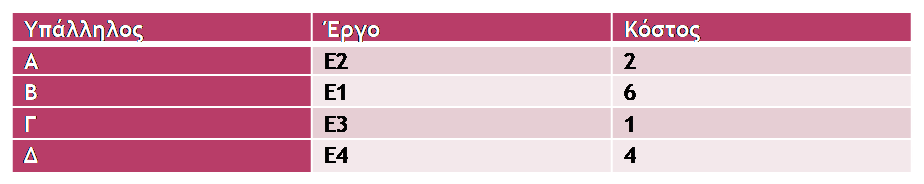 Υπάλληλος Έργο Κόστος
Α Ε2 2
Β Ε1 6
Γ Ε3 1
Δ Ε4 4